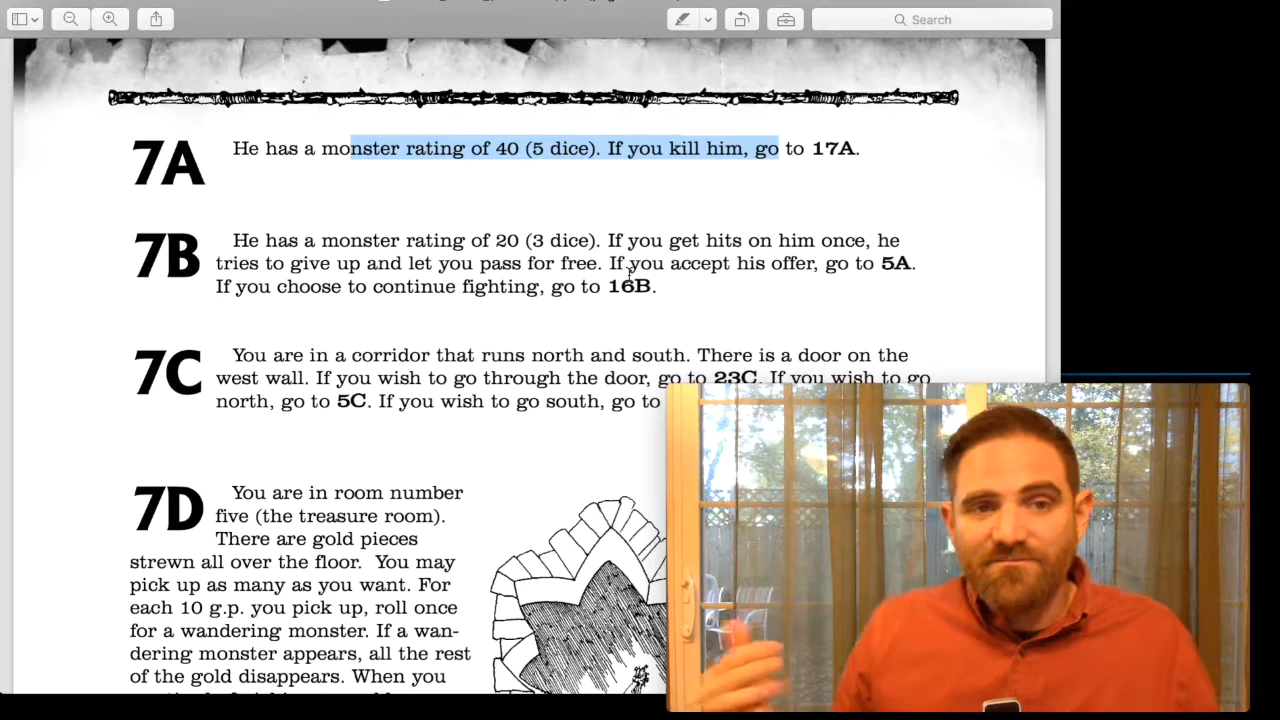 Search
7A He has a monster rating of 40 (5 dice). If you kill him, go to 17A.
7B He has a monster rating of 20 (3 dice). If you get hits on him once, he
tries to give up and let you pass for free. If you accept his offer, go to 5A.
If you choose to continue fighting, go to 16B.
7C You are in a corridor that runs north and south. There is a door on the
west wall. If you wish to go through the door, go to 23C. If you wish to go
north, go to 5C. If you wish to go south, go to
7D You are in room number
five (the treasure room).
There are gold pieces
strewn all over the floor. You may
pick up as many as you want. For
each 10 g.p. you pick up, roll once
for a wandering monster. If a wan-
dering monster appears, all the rest
of the gold disappears. When you